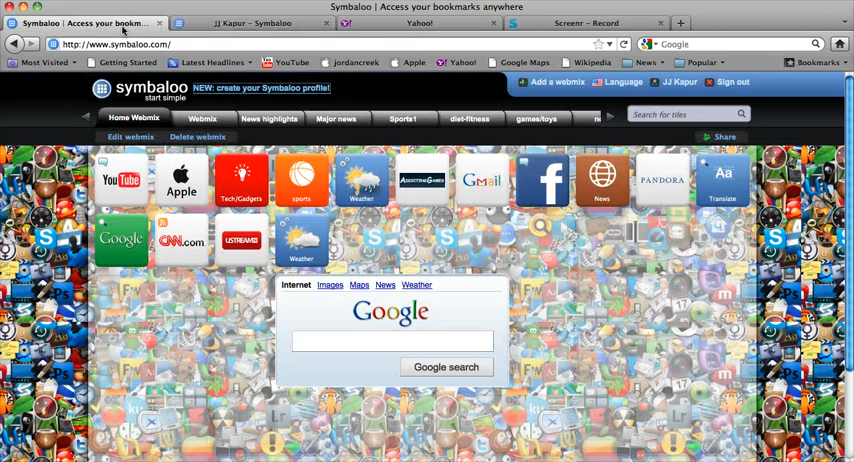 Symbaloo | Access your bookmarks anywhere
Symbaloo | Access your bookm...
JJ Kapur - Symbaloo
Yahoo!
Screenr - Record
http://www.symbaloo.com/
Google
Most Visited
Getting Started
Latest Headlines
YouTube
jordancreek
Apple
Yahoo!
Google Maps
Wikipedia
News
Popular
Bookmarks
symbaloo
start simple
NEW: create your Symbaloo profile!
Add a webmix
Language
JJ Kapur
Sign out
Home Webmix
Webmix
News highlights
Major news
Sports1
diet-fitness
games/toys
Search for tiles
Edit webmix
Delete webmix
Share
YouTube
Apple
Tech/Gadgets
sports
Weather
ADDICTINGGAMES
Gmail
f
News
PANDORA
Aa
Translate
Google
CNN.com
USTREAM
Weather
Internet
Images
Maps
News
Weather
Google
Google search